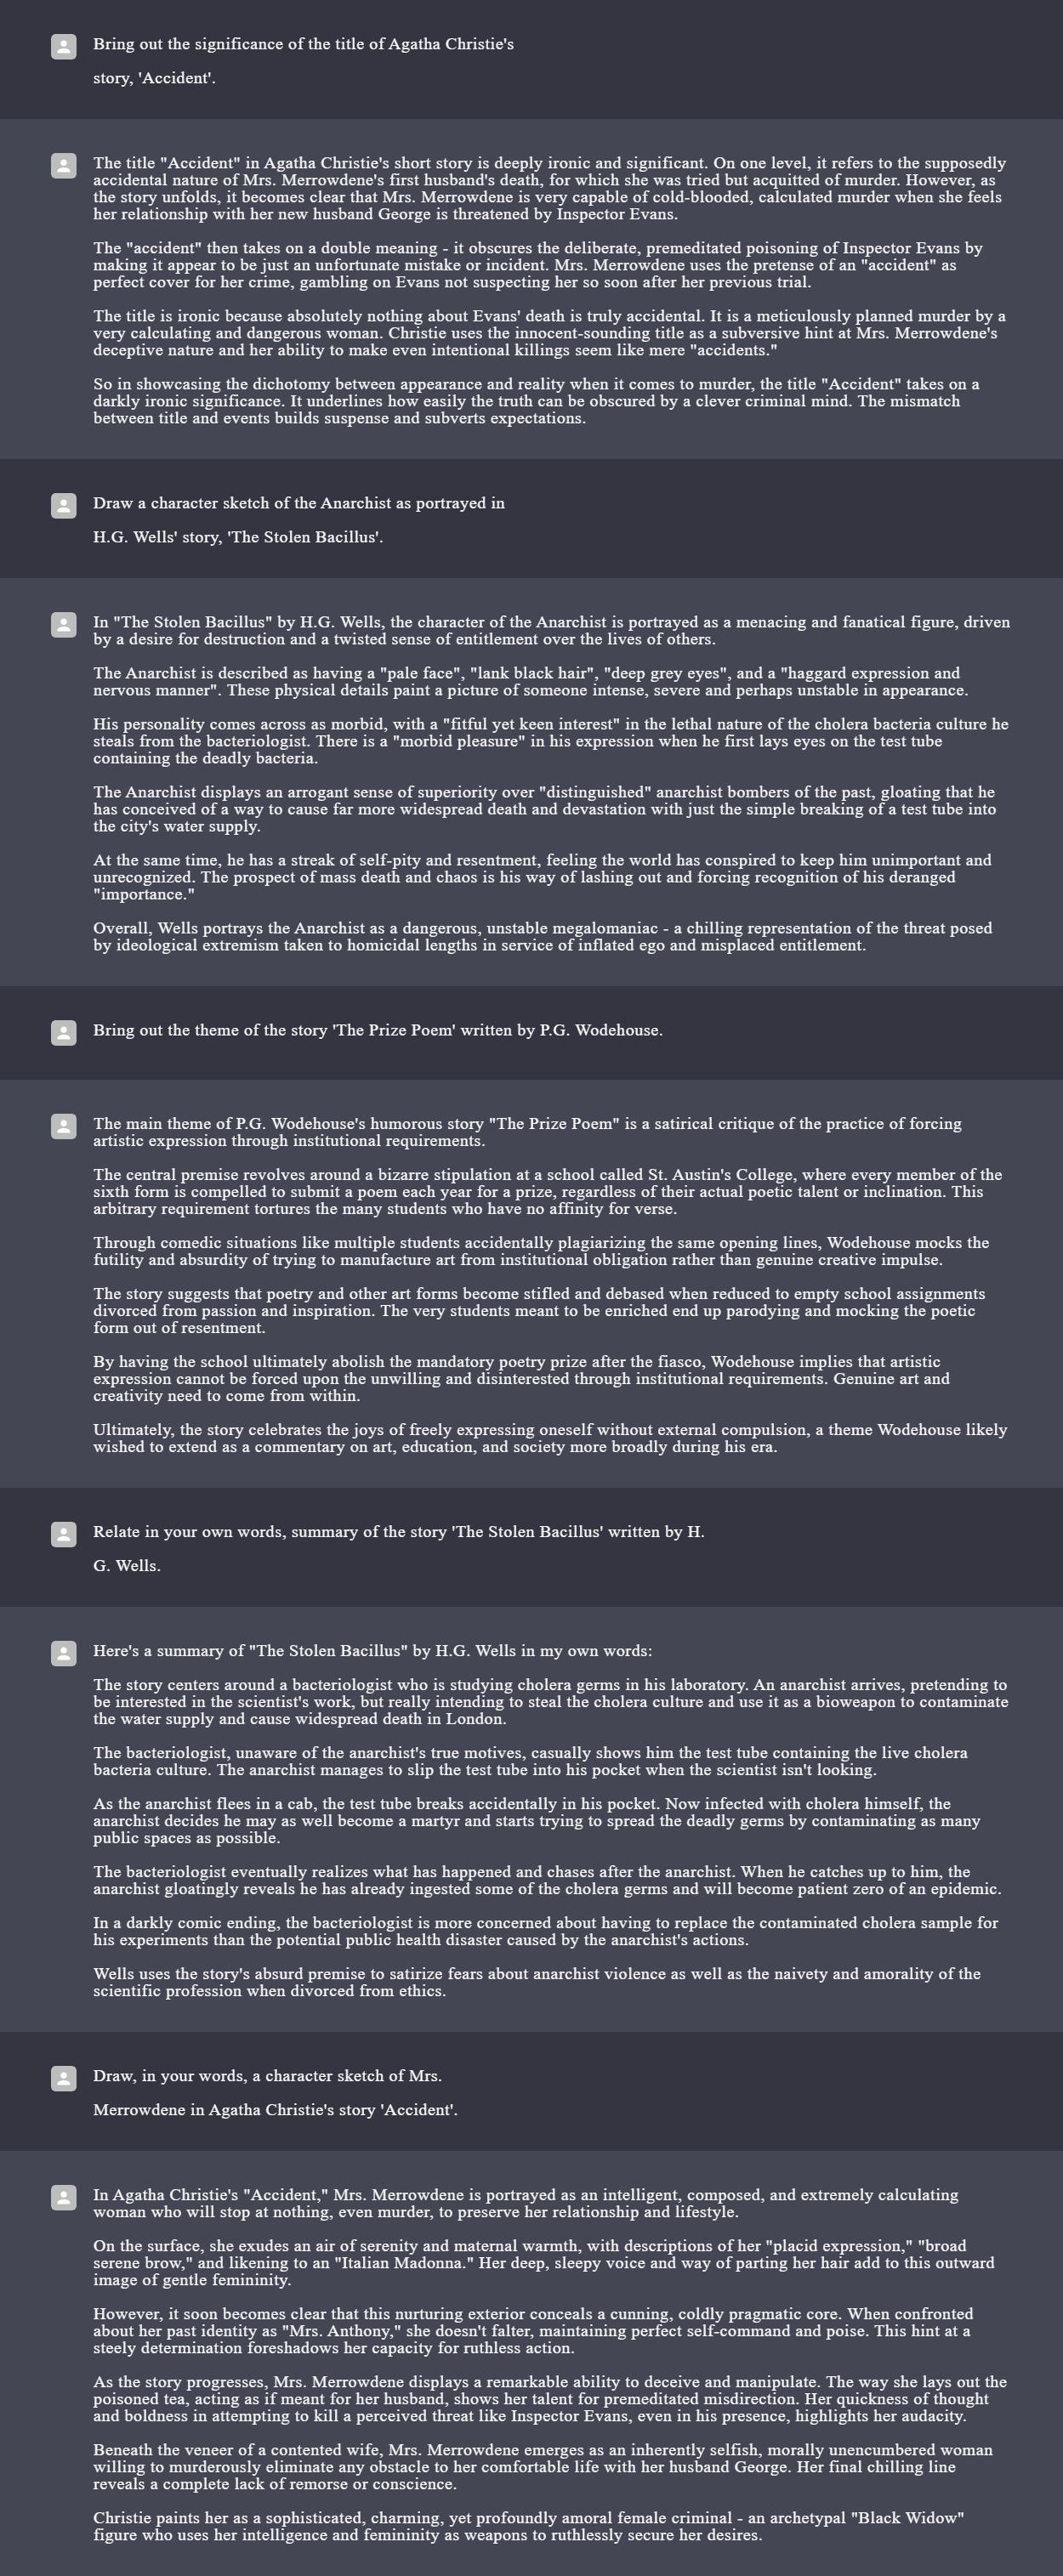 Bring out the significance of the title of Agatha Christie's
story, 'Accident'.
The title "Accident" in Agatha Christie's short story is deeply ironic and significant. On one level, it refers to the supposedly
accidental nature of Mrs. Merrowdene's first husband's death, for which she was tried but acquitted of murder. However, as
the story unfolds, it becomes clear that Mrs. Merrowdene is very capable of cold-blooded, calculated murder when she feels
her relationship with her new husband George is threatened by Inspector Evans.
The "accident" then takes on a double meaning - it obscures the deliberate, premeditated poisoning of Inspector Evans by
making it appear to be just an unfortunate mistake or incident. Mrs. Merrowdene uses the pretense of an "accident" as
perfect cover for her crime, gambling on Evans not suspecting her so soon after her previous trial.
The title is ironic because absolutely nothing about Evans' death is truly accidental. It is a meticulously planned murder by a
very calculating and dangerous woman. Christie uses the innocent-sounding title as a subversive hint at Mrs. Merrowdene's
deceptive nature and her ability to make even intentional killings seem like mere "accidents."
So in showcasing the dichotomy between appearance and reality when it comes to murder, the title "Accident" takes on a
darkly ironic significance. It underlines how easily the truth can be obscured by a clever criminal mind. The mismatch
between title and events builds suspense and subverts expectations.
Draw a character sketch of the Anarchist as portrayed in
H.G. Wells' story, 'The Stolen Bacillus'.
In "The Stolen Bacillus" by H.G. Wells, the character of the Anarchist is portrayed as a menacing and fanatical figure, driven
by a desire for destruction and a twisted sense of entitlement over the lives of others.
The Anarchist is described as having a "pale face", "lank black hair", "deep grey eyes", and a "haggard expression and
nervous manner". These physical details paint a picture of someone intense, severe and perhaps unstable in appearance.
His personality comes across as morbid, with a "fitful yet keen interest" in the lethal nature of the cholera bacteria culture he
steals from the bacteriologist. There is a "morbid pleasure" in his expression when he first lays eyes on the test tube
containing the deadly bacteria.
The Anarchist displays an arrogant sense of superiority over "distinguished" anarchist bombers of the past, gloating that he
has conceived of a way to cause far more widespread death and devastation with just the simple breaking of a test tube into
the city's water supply.
At the same time, he has a streak of self-pity and resentment, feeling the world has conspired to keep him unimportant and
unrecognized. The prospect of mass death and chaos is his way of lashing out and forcing recognition of his deranged
"importance."
Overall, Wells portrays the Anarchist as a dangerous, unstable megalomaniac - a chilling representation of the threat posed
by ideological extremism taken to homicidal lengths in service of inflated ego and misplaced entitlement.
Bring out the theme of the story 'The Prize Poem' written by P.G. Wodehouse.
The main theme of P.G. Wodehouse's humorous story "The Prize Poem" is a satirical critique of the practice of forcing
artistic expression through institutional requirements.
The central premise revolves around a bizarre stipulation at a school called St. Austin's College, where every member of the
sixth form is compelled to submit a poem each year for a prize, regardless of their actual poetic talent or inclination. This
arbitrary requirement tortures the many students who have no affinity for verse.
Through comedic situations like multiple students accidentally plagiarizing the same opening lines, Wodehouse mocks the
futility and absurdity of trying to manufacture art from institutional obligation rather than genuine creative impulse.
The story suggests that poetry and other art forms become stifled and debased when reduced to empty school assignments
divorced from passion and inspiration. The very students meant to be enriched end up parodying and mocking the poetic
form out of resentment.
By having the school ultimately abolish the mandatory poetry prize after the fiasco, Wodehouse implies that artistic
expression cannot be forced upon the unwilling and disinterested through institutional requirements. Genuine art and
creativity need to come from within.
Ultimately, the story celebrates the joys of freely expressing oneself without external compulsion, a theme Wodehouse likely
wished to extend as a commentary on art, education, and society more broadly during his era.
Relate in your own words, summary of the story 'The Stolen Bacillus' written by H.
G. Wells.
Here's a summary of "The Stolen Bacillus" by H.G. Wells in my own words:
The story centers around a bacteriologist who is studying cholera germs in his laboratory. An anarchist arrives, pretending to
be interested in the scientist's work, but really intending to steal the cholera culture and use it as a bioweapon to contaminate
the water supply and cause widespread death in London.
The bacteriologist, unaware of the anarchist's true motives, casually shows him the test tube containing the live cholera
bacteria culture. The anarchist manages to slip the test tube into his pocket when the scientist isn't looking.
As the anarchist flees in a cab, the test tube breaks accidentally in his pocket. Now infected with cholera himself, the
anarchist decides he may as well become a martyr and starts trying to spread the deadly germs by contaminating as many
public spaces as possible.
The bacteriologist eventually realizes what has happened and chases after the anarchist. When he catches up to him, the
anarchist gloatingly reveals he has already ingested some of the cholera germs and will become patient zero of an epidemic.
In a darkly comic ending, the bacteriologist is more concerned about having to replace the contaminated cholera sample for
his experiments than the potential public health disaster caused by the anarchist's actions.
Wells uses the story's absurd premise to satirize fears about anarchist violence as well as the naivety and amorality of the
scientific profession when divorced from ethics.
Draw, in your words, a character sketch of Mrs.
Merrowdene in Agatha Christie's story 'Accident'.
In Agatha Christie's "Accident," Mrs. Merrowdene is portrayed as an intelligent, composed, and extremely calculating
woman who will stop at nothing, even murder, to preserve her relationship and lifestyle.
On the surface, she exudes an air of serenity and maternal warmth, with descriptions of her "placid expression," "broad
serene brow," and likening to an "Italian Madonna." Her deep, sleepy voice and way of parting her hair add to this outward
image of gentle femininity.
However, it soon becomes clear that this nurturing exterior conceals a cunning, coldly pragmatic core. When confronted
about her past identity as "Mrs. Anthony," she doesn't falter, maintaining perfect self-command and poise. This hint at a
steely determination foreshadows her capacity for ruthless action.
As the story progresses, Mrs. Merrowdene displays a remarkable ability to deceive and manipulate. The way she lays out the
poisoned tea, acting as if meant for her husband, shows her talent for premeditated misdirection. Her quickness of thought
and boldness in attempting to kill a perceived threat like Inspector Evans, even in his presence, highlights her audacity.
Beneath the veneer of a contented wife, Mrs. Merrowdene emerges as an inherently selfish, morally unencumbered woman
willing to murderously eliminate any obstacle to her comfortable life with her husband George. Her final chilling line
reveals a complete lack of remorse or conscience.
Christie paints her as a sophisticated, charming, yet profoundly amoral female criminal - an archetypal "Black Widow"
figure who uses her intelligence and femininity as weapons to ruthlessly secure her desires.